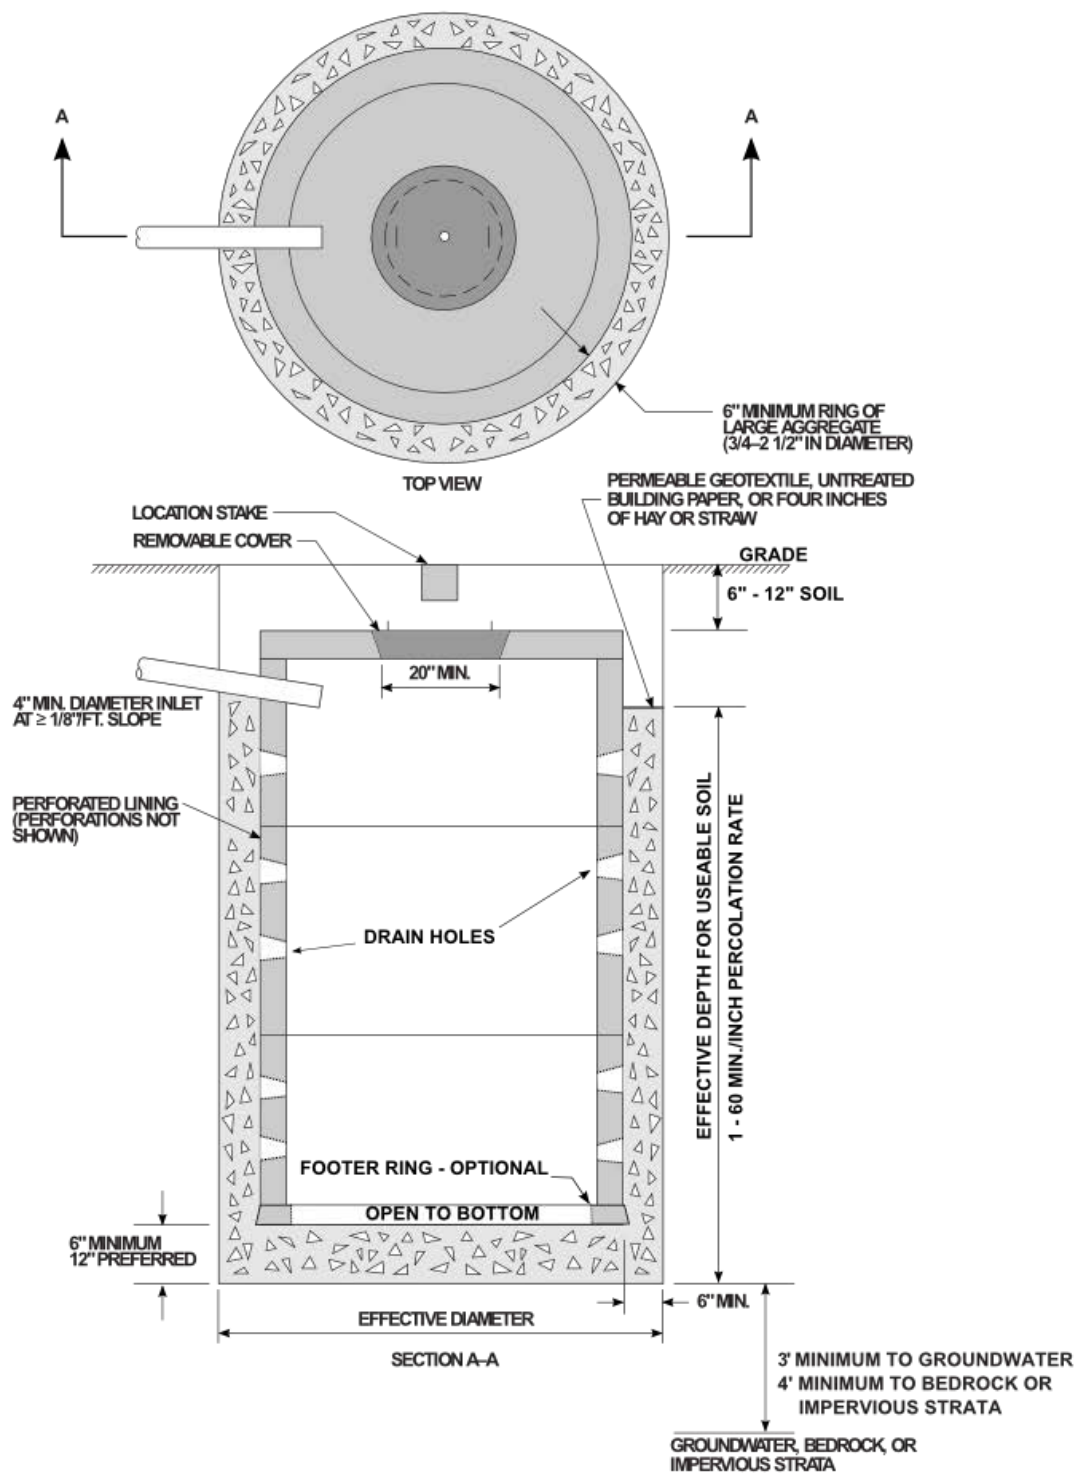 A
A
6" MINIMUM RING OF
LARGE AGGREGATE
(3/4–2 1/2" IN DIAMETER)
TOP VIEW
PERMEABLE GEOTEXTILE, UNTREATED
BUILDING PAPER, OR FOUR INCHES
OF HAY OR STRAW
LOCATION STAKE
REMOVABLE COVER
GRADE
6" - 12" SOIL
20" MIN.
4" MIN. DIAMETER INLET
AT ≥ 1/8"/FT. SLOPE
PERFORATED LINING
(PERFORATIONS NOT
SHOWN)
EFFECTIVE DEPTH FOR USEABLE SOIL
1 - 60 MIN./INCH PERCOLATION RATE
DRAIN HOLES
FOOTER RING - OPTIONAL
OPEN TO BOTTOM
6" MINIMUM
12" PREFERRED
6" MIN.
EFFECTIVE DIAMETER
SECTION A–A
3' MINIMUM TO GROUNDWATER
4' MINIMUM TO BEDROCK OR
IMPERVIOUS STRATA
GROUNDWATER, BEDROCK, OR
IMPERVIOUS STRATA